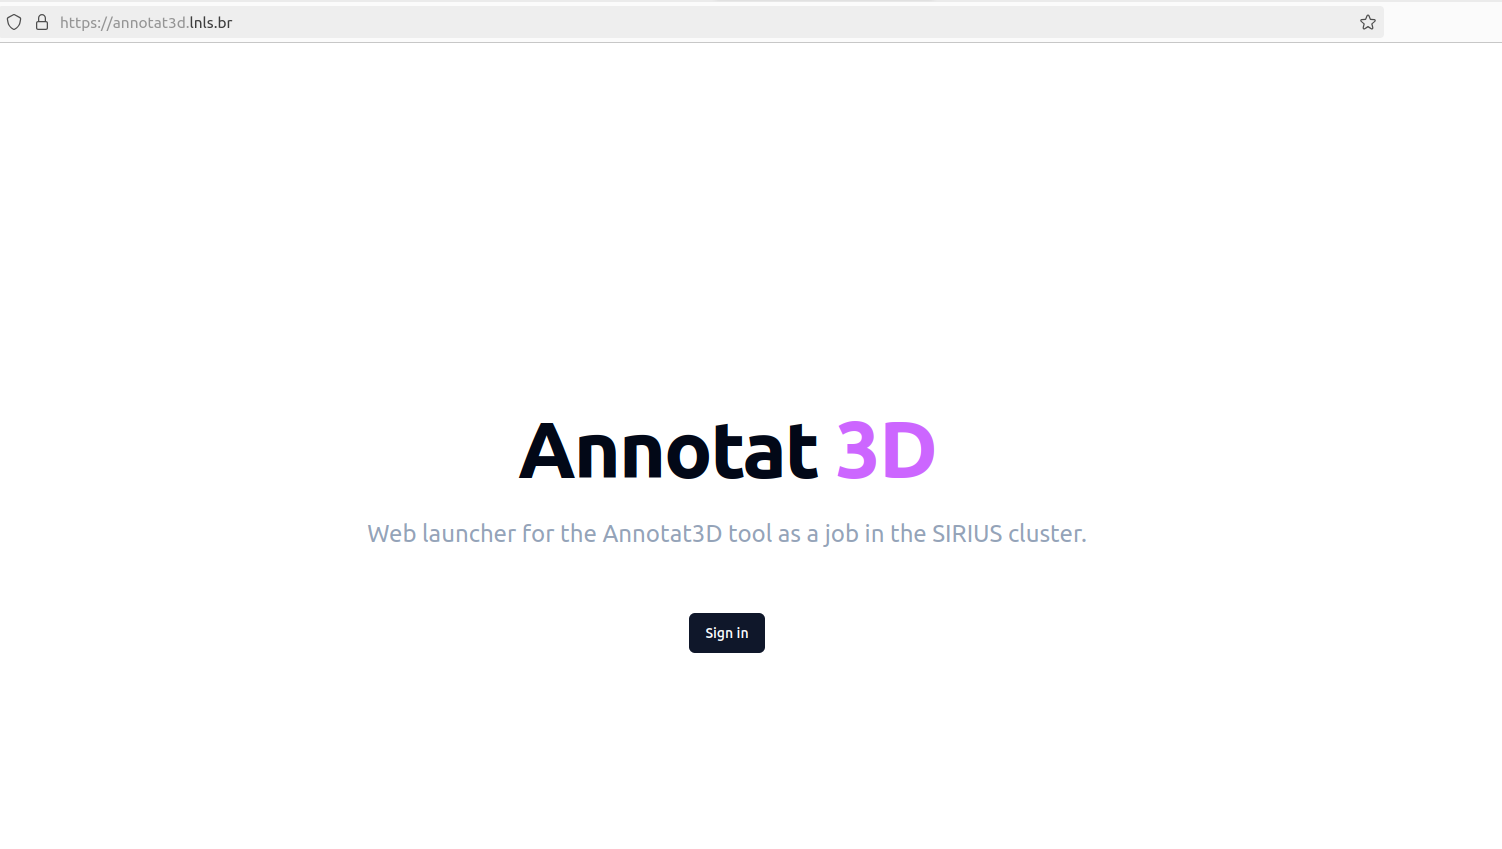 https://annotat3d.lnls.br
Annotat 3D
Web launcher for the Annotat3D tool as a job in the SIRIUS cluster.
Sign in